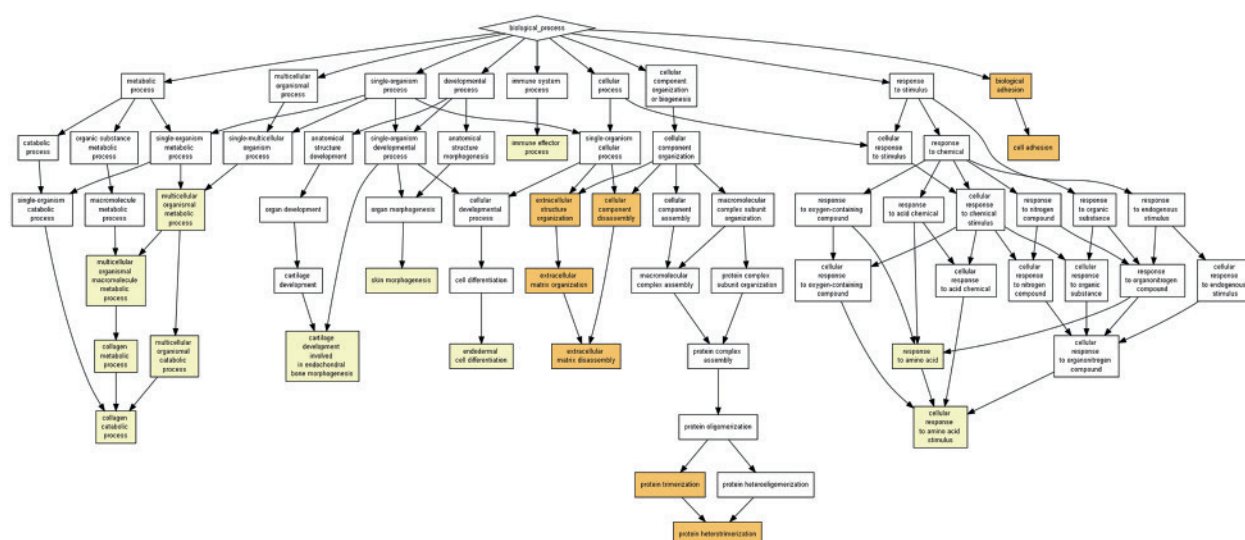 biological_process
metabolic
process
multicellular
organismal
process
single-organism
process
developmental
process
immune system
process
cellular
process
cellular
component
organization
or biogenesis
response
to stimulus
biological
adhesion
catabolic
process
organic substance
metabolic
process
single-organism
metabolic
process
single-multicellular
organism
process
anatomical
structure
development
single-organism
developmental
process
anatomical
structure
morphogenesis
immune effector
process
single-organism
cellular
process
cellular
component
organization
cellular
response
to stimulus
response
to chemical
cell adhesion
single-organism
catabolic
process
macromolecule
metabolic
process
multicellular
organismal
metabolic
process
organ development
organ morphogenesis
cellular
developmental
process
extracellular
structure
organization
cellular
component
disassembly
cellular
component
assembly
macromolecular
complex subunit
organization
response
to oxygen-containing
compound
response
to acid chemical
cellular
response
to chemical
stimulus
response
to nitrogen
compound
response
to organic
substance
response
to endogenous
stimulus
multicellular
organismal
macromolecule
metabolic
process
cartilage
development
skin morphogenesis
cell differentiation
extracellular
matrix organization
macromolecular
complex assembly
protein complex
subunit organization
cellular
response
to oxygen-containing
compound
cellular
response
to acid chemical
cellular
response
to nitrogen
compound
cellular
response
to organic
substance
response
to organonitrogen
compound
cellular
response
to endogenous
stimulus
collagen
metabolic
process
multicellular
organismal
catabolic
process
cartilage
development
involved
in endochondral
bone morphogenesis
endodermal
cell differentiation
extracellular
matrix disassembly
protein complex
assembly
response
to amino acid
cellular
response
to organonitrogen
compound
collagen
catabolic
process
protein oligomerization
cellular
response
to amino acid
stimulus
protein trimerization
protein heterooligomerization
protein heterotrimerization